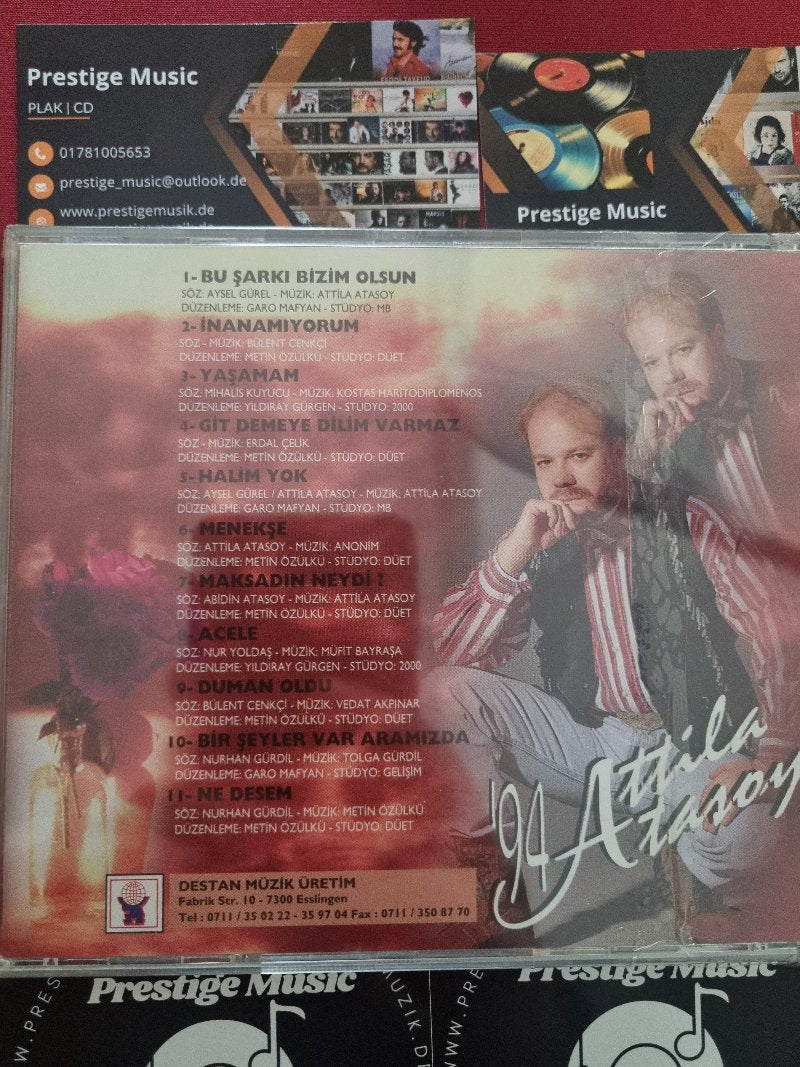 Prestige Music
PLAK | CD
01781005653
prestige_music@outlook.de
www.prestigemusik.de
Prestige Music
1- BU ŞARKI BİZİM OLSUN
SÖZ: AYSEL GÜREL - MÜZİK: ATTİLA ATASOY
DÜZENLEME: GARO MAFYAN - STÜDYO: MB
2- İNANAMIYORUM
SÖZ - MÜZİK: BÜLENT CENKÇİ
DÜZENLEME: METİN ÖZÜLKÜ - STÜDYO: DÜET
3- YAŞAMAM
SÖZ: MİHALIS KUYUCU - MÜZİK: KOSTAS HARİTODIPLOMENOS
DÜZENLEME: YILDIRAY GÜRGEN - STÜDYO: 2000
4- GİT DEMEYE DİLİM VARMAZ
SÖZ - MÜZİK: ERDAL ÇELİK
DÜZENLEME: METİN ÖZÜLKÜ - STÜDYO: DÜET
5- HALİM YOK
SÖZ: AYSEL GÜREL / ATTİLA ATASOY - MÜZİK: ATTİLA ATASOY
DÜZENLEME: GARO MAFYAN - STÜDYO: MB
6- MENEKŞE
SÖZ: ATTİLA ATASOY - MÜZİK: ANONİM
DÜZENLEME: METİN ÖZÜLKÜ - STÜDYO: DÜET
7- MAKSADIN NEYDİ ?
SÖZ: ABİDİN ATASOY - MÜZİK: ATTİLA ATASOY
DÜZENLEME: METİN ÖZÜLKÜ - STÜDYO: DÜET
8- ACELE
SÖZ: NUR YOLDAŞ - MÜZİK: MÜFİT BAYRAŞA
DÜZENLEME: YILDIRAY GÜRGEN - STÜDYO: 2000
9- DUMAN OLDU
SÖZ: BÜLENT CENKÇİ - MÜZİK: VEDAT AKPINAR
DÜZENLEME: METİN ÖZÜLKÜ - STÜDYO: DÜET
10- BİR ŞEYLER VAR ARAMIZDA
SÖZ: NURHAN GÜRDİL - MÜZİK: TOLGA GÜRDİL
DÜZENLEME: GARO MAFYAN - STÜDYO: GELİŞİM
11- NE DESEM
SÖZ: NURHAN GÜRDİL - MÜZİK: METİN ÖZÜLKÜ
DÜZENLEME: METİN ÖZÜLKÜ - STÜDYO: DÜET
'94 Attila
Atasoy
DESTAN MÜZİK ÜRETİM
Fabrik Str. 10 - 7300 Esslingen
Tel : 0711 / 35 02 22 - 35 97 04 Fax : 0711 / 350 87 70
Prestige Music
Prestige Music